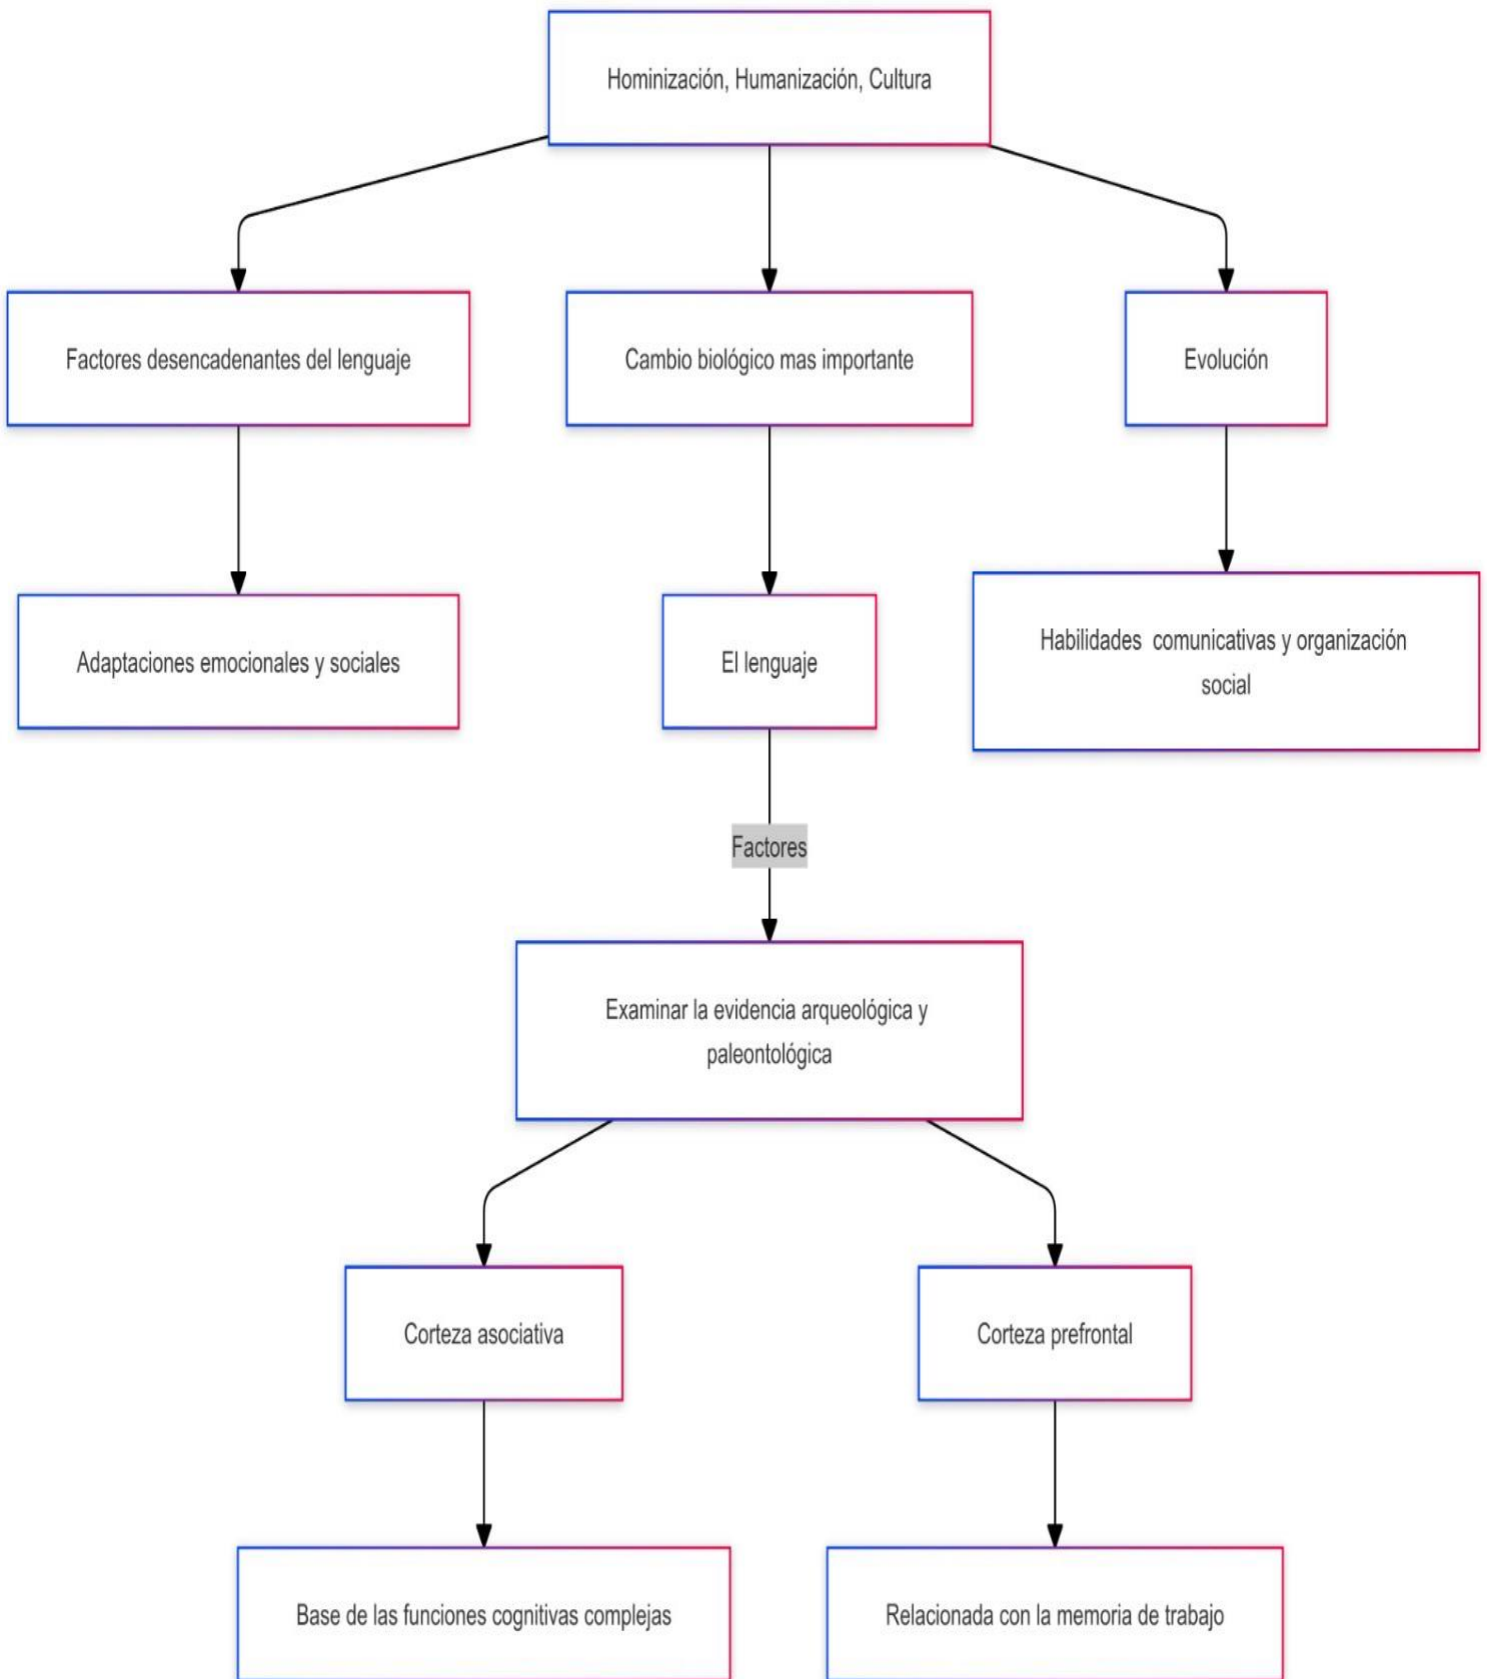 Hominización, Humanización, Cultura
Factores desencadenantes del lenguaje
Cambio biológico mas importante
Evolución
Adaptaciones emocionales y sociales
El lenguaje
Habilidades comunicativas y organización
social
Factores
Examinar la evidencia arqueológica y
paleontológica
Corteza asociativa
Corteza prefrontal
Base de las funciones cognitivas complejas
Relacionada con la memoria de trabajo